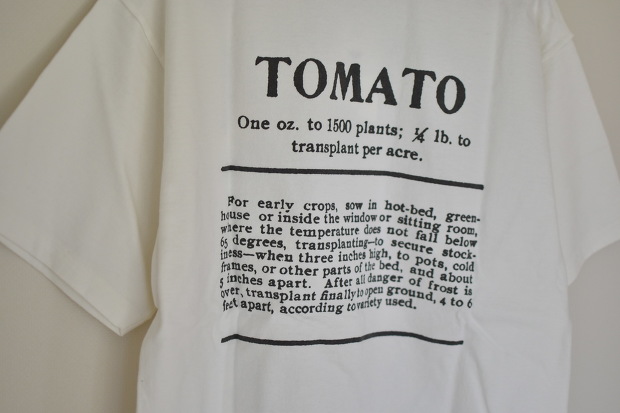 TOMATO
One oz. to 1500 plants; ¼ lb. to
transplant per acre.
For early crops, sow in hot-bed, green-
house or inside the window or sitting room,
where the temperature does not fall below
65 degrees, transplanting—to secure stock-
iness—when three inches high, to pots, cold
frames, or other parts of the bed, and about
5 inches apart. After all danger of frost is
over, transplant finally to open ground, 4 to 6
feet apart, according to variety used.